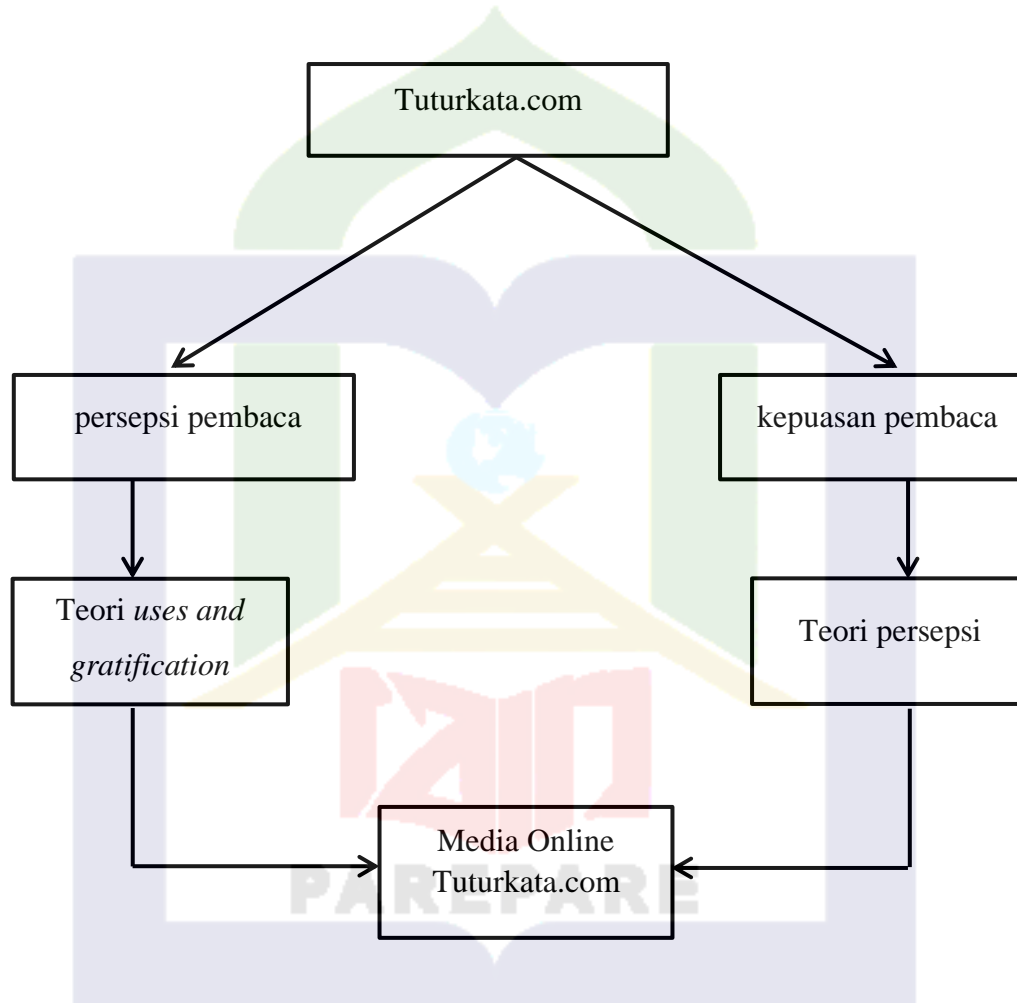 Tuturkata.com
persepsi pembaca
kepuasan pembaca
Teori uses and
gratification
Teori persepsi
Media Online
Tuturkata.com
PAREPARE